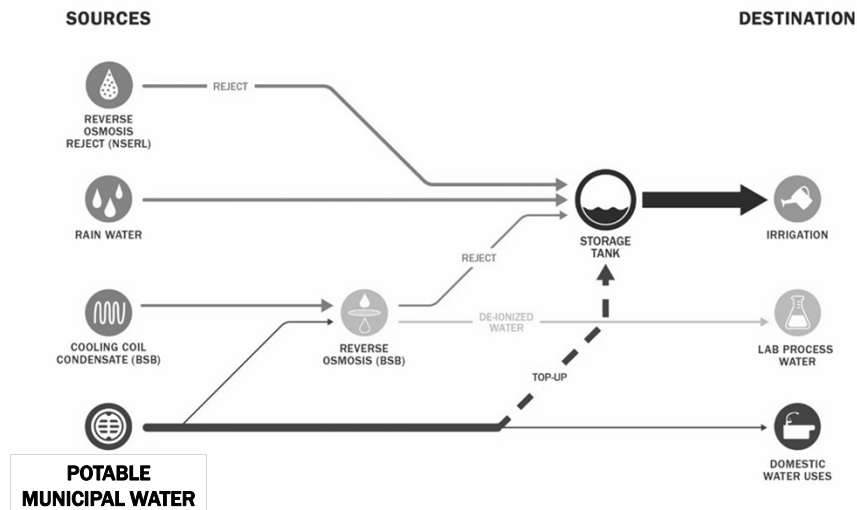 SOURCES
DESTINATION
REJECT
REVERSE
OSMOSIS
REJECT (NSERL)
RAIN WATER
STORAGE
TANK
IRRIGATION
REJECT
COOLING COIL
CONDENSATE (BSB)
REVERSE
OSMOSIS (BSB)
DE-IONIZED
WATER
LAB PROCESS
WATER
TOP-UP
POTABLE
MUNICIPAL WATER
DOMESTIC
WATER USES